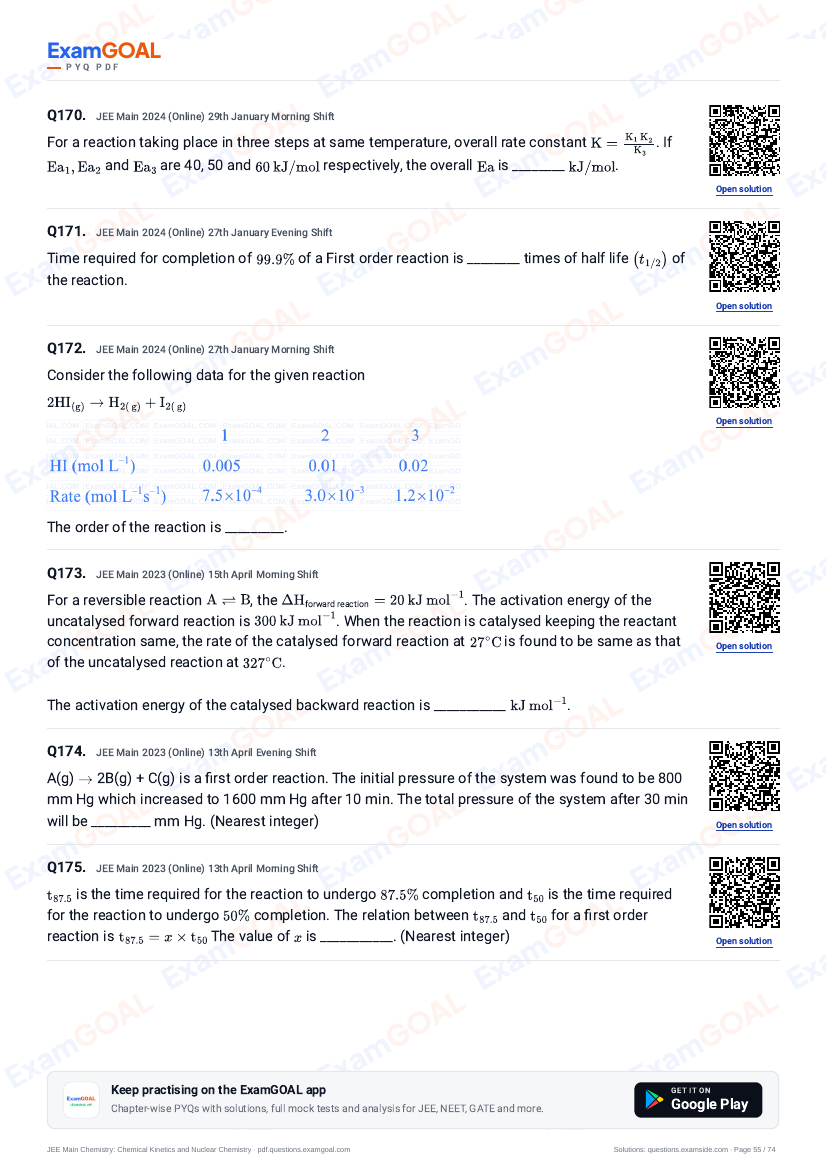 ExamGOAL
PYQ PDF
Q170. JEE Main 2024 (Online) 29th January Morning Shift
For a reaction taking place in three steps at same temperature, overall rate constant K = K₁ K₂ / K₃. If
Ea₁, Ea₂ and Ea₃ are 40, 50 and 60 kJ/mol respectively, the overall Ea is ________ kJ/mol.
Open solution
Q171. JEE Main 2024 (Online) 27th January Evening Shift
Time required for completion of 99.9% of a First order reaction is ________ times of half life (t₁/₂) of
the reaction.
Open solution
Q172. JEE Main 2024 (Online) 27th January Morning Shift
Consider the following data for the given reaction
2HI(g) → H₂(g) + I₂(g)
1 2 3
HI (mol L⁻¹) 0.005 0.01 0.02
Rate (mol L⁻¹s⁻¹) 7.5×10⁻⁴ 3.0×10⁻³ 1.2×10⁻²
The order of the reaction is _________.
Open solution
Q173. JEE Main 2023 (Online) 15th April Morning Shift
For a reversible reaction A ⇌ B, the ΔH forward reaction = 20 kJ mol⁻¹. The activation energy of the
uncatalysed forward reaction is 300 kJ mol⁻¹. When the reaction is catalysed keeping the reactant
concentration same, the rate of the catalysed forward reaction at 27°C is found to be same as that
of the uncatalysed reaction at 327°C.
The activation energy of the catalysed backward reaction is ___________ kJ mol⁻¹.
Open solution
Q174. JEE Main 2023 (Online) 13th April Evening Shift
A(g) → 2B(g) + C(g) is a first order reaction. The initial pressure of the system was found to be 800
mm Hg which increased to 1600 mm Hg after 10 min. The total pressure of the system after 30 min
will be _________ mm Hg. (Nearest integer)
Open solution
Q175. JEE Main 2023 (Online) 13th April Morning Shift
t₈₇.₅ is the time required for the reaction to undergo 87.5% completion and t₅₀ is the time required
for the reaction to undergo 50% completion. The relation between t₈₇.₅ and t₅₀ for a first order
reaction is t₈₇.₅ = x × t₅₀ The value of x is ___________. (Nearest integer)
Open solution
ExamGOAL
Keep practising on the ExamGOAL app
Chapter-wise PYQs with solutions, full mock tests and analysis for JEE, NEET, GATE and more.
GET IT ON
Google Play
JEE Main Chemistry: Chemical Kinetics and Nuclear Chemistry · pdf.questions.examgoal.com
Solutions: questions.examside.com · Page 55 / 74